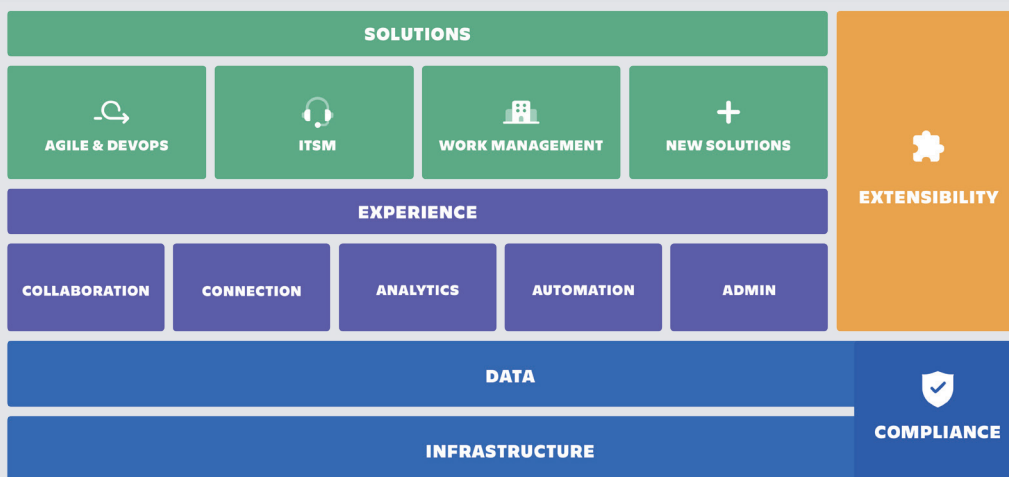 SOLUTIONS
AGILE & DEVOPS
ITSM
WORK MANAGEMENT
NEW SOLUTIONS
EXTENSIBILITY
EXPERIENCE
COLLABORATION
CONNECTION
ANALYTICS
AUTOMATION
ADMIN
DATA
COMPLIANCE
INFRASTRUCTURE